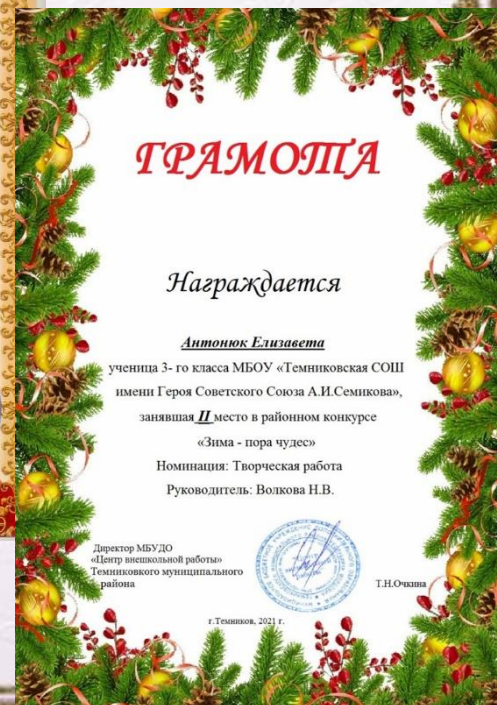 ГРАМОТА
Награждается
Антонюк Елизавета
ученица 3- го класса МБОУ «Темниковская СОШ
имени Героя Советского Союза А.И.Семикова»,
занявшая II место в районном конкурсе
«Зима - пора чудес»
Номинация: Творческая работа
Руководитель: Волкова Н.В.
Директор МБУДО
«Центр внешкольной работы»
Темниковкого муниципального
района
Т.Н.Очкина
г.Темников, 2021 г.